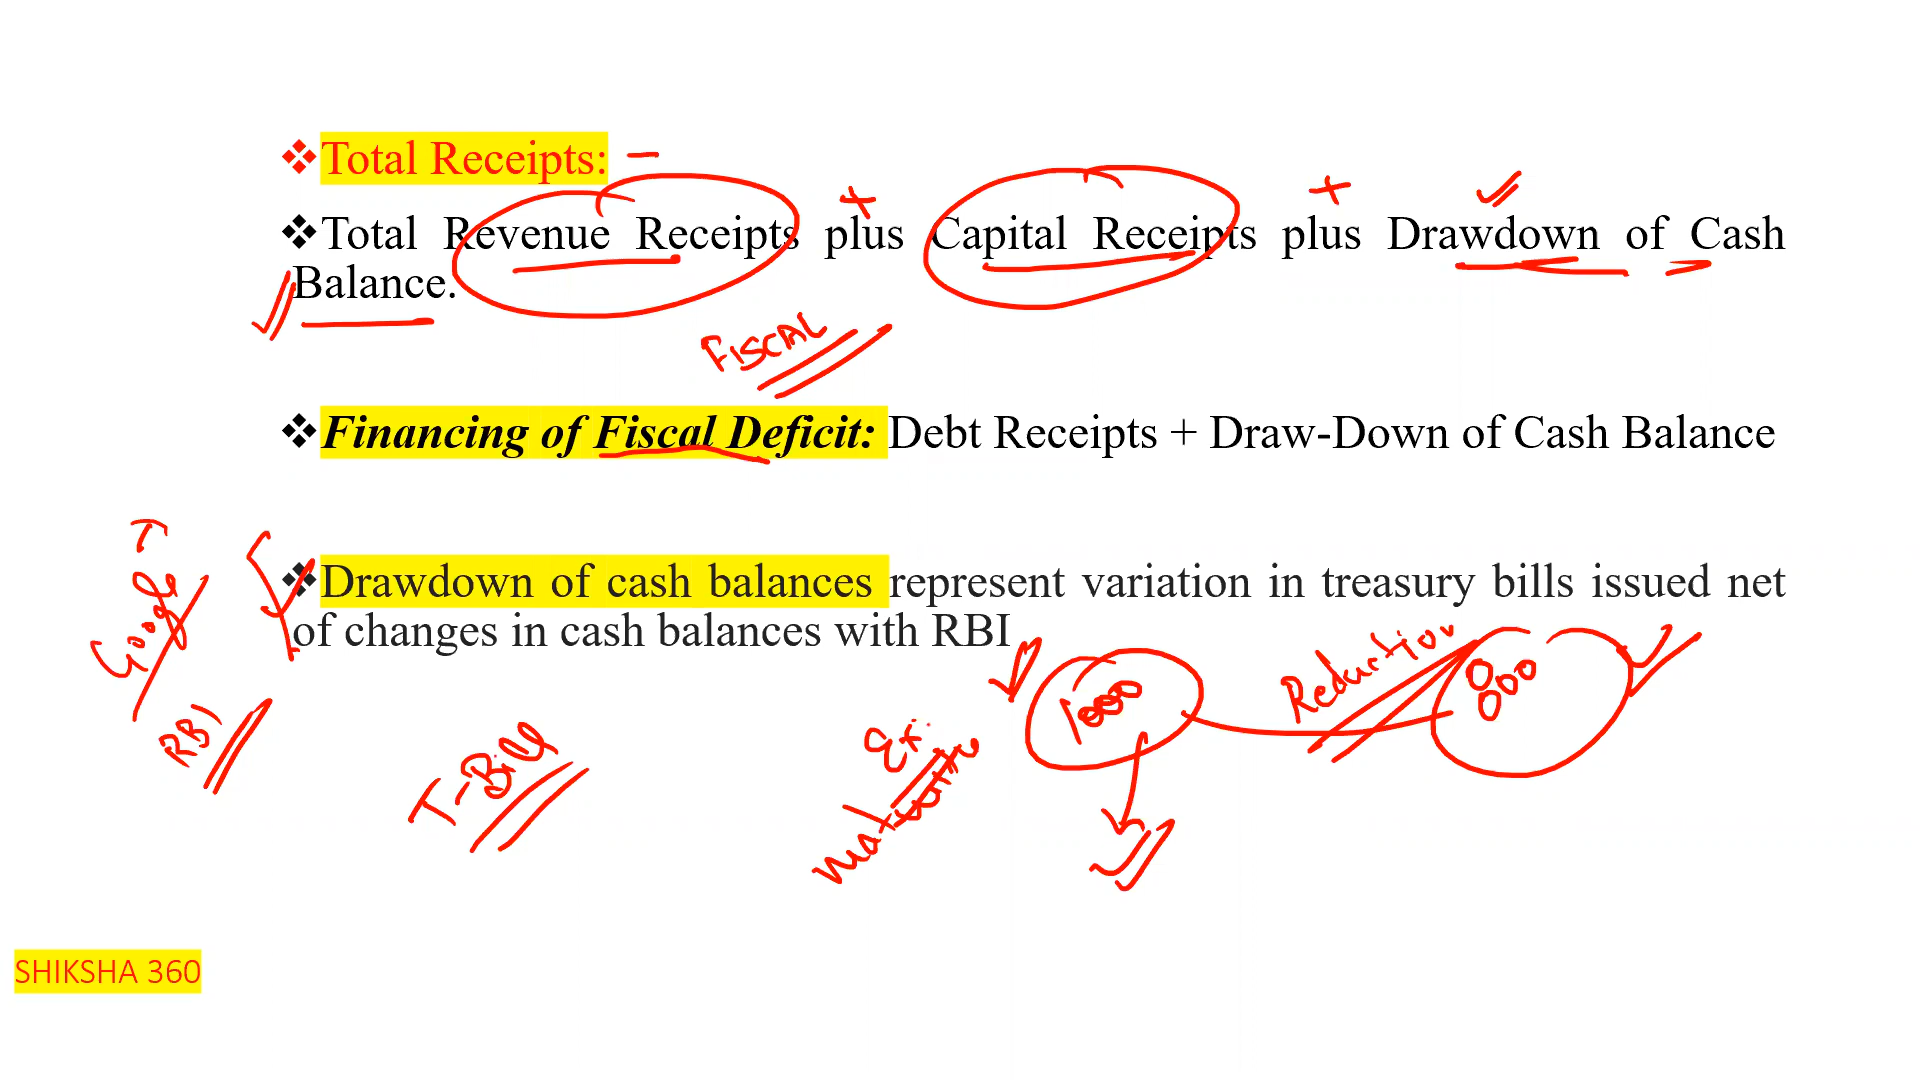 ❖Total Receipts: –
+ +
❖Total Revenue Receipts plus Capital Receipts plus Drawdown of Cash
Balance.
FISCAL
❖Financing of Fiscal Deficit: Debt Receipts + Draw-Down of Cash Balance
❖Drawdown of cash balances represent variation in treasury bills issued net
of changes in cash balances with RBI
Google
RBI
T-Bill
1000
Reduction
800
SHIKSHA 360